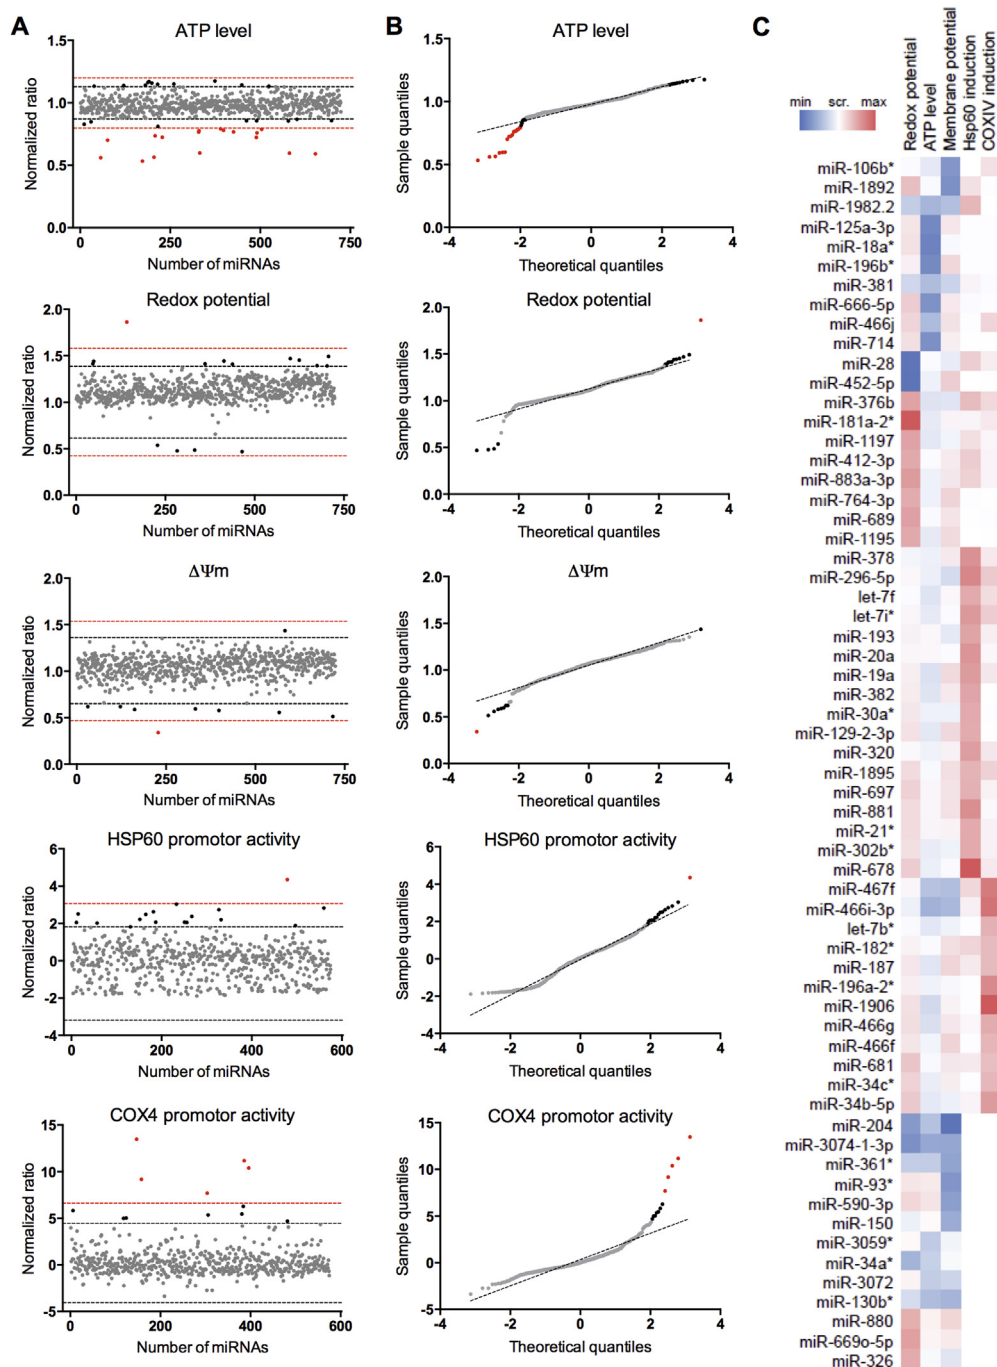 A
B
C
ATP level
Normalized ratio
1.5
1.0
0.5
0.0
0
250
500
750
Number of miRNAs
ATP level
Sample quantiles
1.5
1.0
0.5
0.0
-4
-2
0
2
4
Theoretical quantiles
Redox potential
Normalized ratio
2.0
1.5
1.0
0.5
0.0
0
250
500
750
Number of miRNAs
Redox potential
Sample quantiles
2.0
1.5
1.0
0.5
0.0
-4
-2
0
2
4
Theoretical quantiles
ΔΨm
Normalized ratio
2.0
1.5
1.0
0.5
0.0
0
250
500
750
Number of miRNAs
ΔΨm
Sample quantiles
2.0
1.5
1.0
0.5
0.0
-4
-2
0
2
4
Theoretical quantiles
HSP60 promotor activity
Normalized ratio
6
4
2
0
-2
-4
0
200
400
600
Number of miRNAs
HSP60 promotor activity
Sample quantiles
6
4
2
0
-2
-4
-4
-2
0
2
4
Theoretical quantiles
COX4 promotor activity
Normalized ratio
15
10
5
0
-5
0
200
400
600
Number of miRNAs
COX4 promotor activity
Sample quantiles
15
10
5
0
-5
-4
-2
0
2
4
Theoretical quantiles
min scr. max
Redox potential
ATP level
Membrane potential
Hsp60 induction
COXIV induction
miR-106b*
miR-1892
miR-1982.2
miR-125a-3p
miR-18a*
miR-196b*
miR-381
miR-666-5p
miR-466j
miR-714
miR-28
miR-452-5p
miR-376b
miR-181a-2*
miR-1197
miR-412-3p
miR-883a-3p
miR-764-3p
miR-689
miR-1195
miR-378
miR-296-5p
let-7f
let-7i*
miR-193
miR-20a
miR-19a
miR-382
miR-30a*
miR-129-2-3p
miR-320
miR-1895
miR-697
miR-881
miR-21*
miR-302b*
miR-678
miR-467f
miR-466i-3p
let-7b*
miR-182*
miR-187
miR-196a-2*
miR-1906
miR-466g
miR-466f
miR-681
miR-34c*
miR-34b-5p
miR-204
miR-3074-1-3p
miR-361*
miR-93*
miR-590-3p
miR-150
miR-3059*
miR-34a*
miR-3072
miR-130b*
miR-880
miR-669o-5p
miR-326